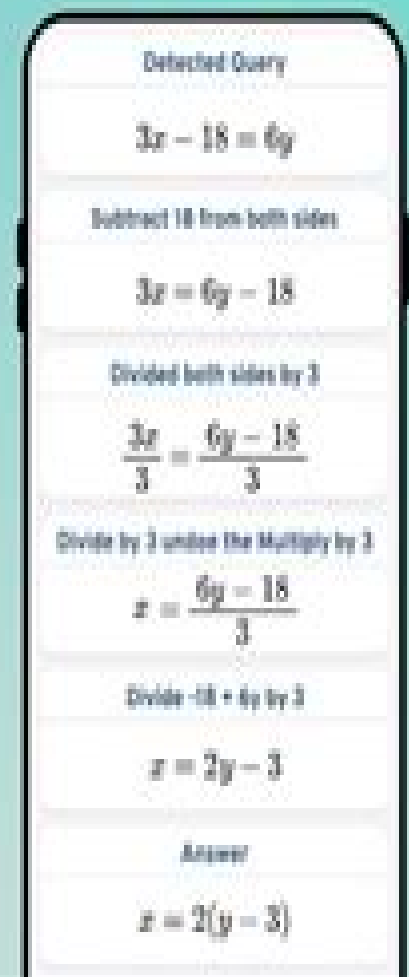 Detected Query
3x - 18 = 6y
Subtract 18 from both sides
3x = 6y - 18
Divided both sides by 3
3x/3 = (6y - 18)/3
Divide by 3 undoe the Multiply by 3
x = (6y - 18)/3
Divide -18 + 6y by 3
x = 2y - 3
Answer
x = 2(y - 3)